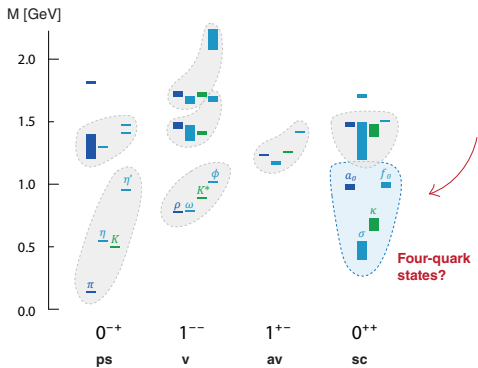 M [GeV]
2.0
1.5
1.0
0.5
0.0
η′
η K
π
ϕ
K*
ρ ω
a₀ f₀
κ
σ
Four-quark
states?
0⁻⁺ 1⁻⁻ 1⁺⁻ 0⁺⁺
ps v av sc